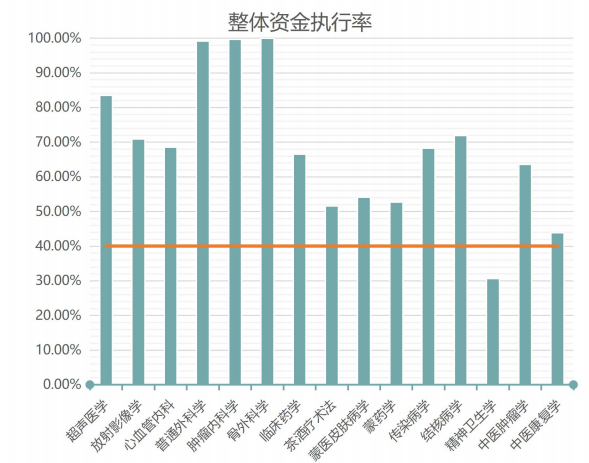 整体资金执行率
100.00%
90.00%
80.00%
70.00%
60.00%
50.00%
40.00%
30.00%
20.00%
10.00%
0.00%
超声医学
放射影像学
心血管内科
普通外科学
肿瘤内科学
骨外科学
临床药学
茶酒疗术法
蒙医皮肤病学
蒙药学
传染病学
结核病学
精神卫生学
中医肿瘤学
中医康复学